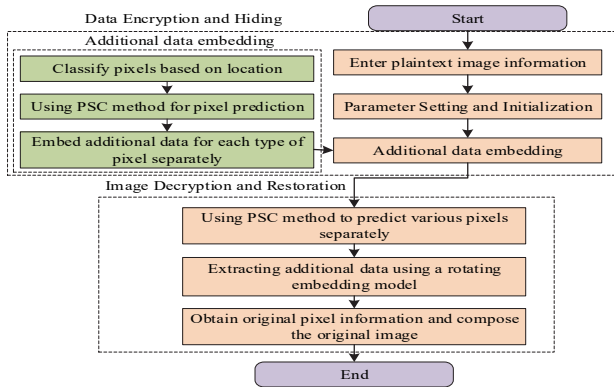 Data Encryption and Hiding
Start
Additional data embedding
Classify pixels based on location
Using PSC method for pixel prediction
Embed additional data for each type of
pixel separately
Enter plaintext image information
Parameter Setting and Initialization
Additional data embedding
Image Decryption and Restoration
Using PSC method to predict various pixels
separately
Extracting additional data using a rotating
embedding model
Obtain original pixel information and compose
the original image
End